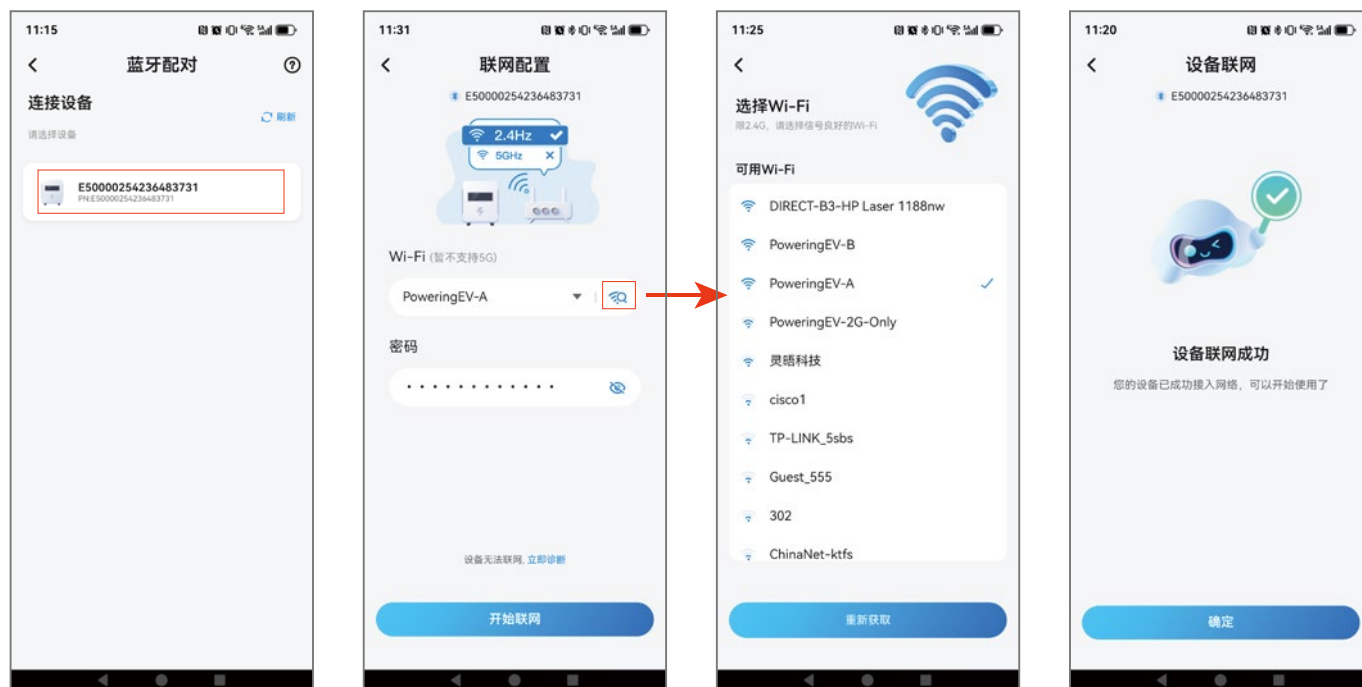 11:15
蓝牙配对
连接设备
刷新
请选择设备
E50000254236483731
PN:E50000254236483731
11:31
联网配置
E50000254236483731
2.4Hz
5GHz
Wi-Fi (暂不支持5G)
PoweringEV-A
密码
设备无法联网, 立即诊断
开始联网
11:25
选择Wi-Fi
限2.4G, 请选择信号良好的Wi-Fi
可用Wi-Fi
DIRECT-B3-HP Laser 1188nw
PoweringEV-B
PoweringEV-A
PoweringEV-2G-Only
灵晤科技
cisco1
TP-LINK_5sbs
Guest_555
302
ChinaNet-ktfs
重新获取
11:20
设备联网
E50000254236483731
设备联网成功
您的设备已成功接入网络，可以开始使用了
确定